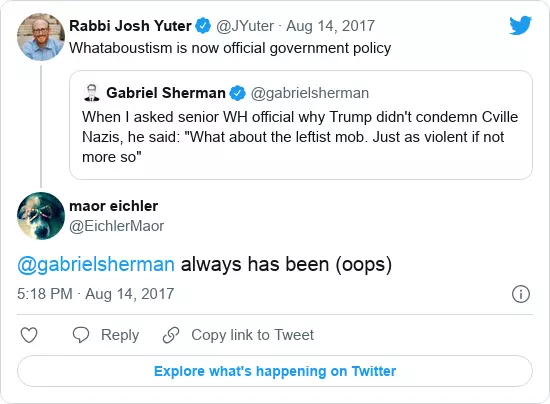 Rabbi Josh Yuter @JYuter · Aug 14, 2017
Whataboustism is now official government policy
Gabriel Sherman @gabrielsherman
When I asked senior WH official why Trump didn't condemn Cville
Nazis, he said: "What about the leftist mob. Just as violent if not
more so"
maor eichler
@EichlerMaor
@gabrielsherman always has been (oops)
5:18 PM · Aug 14, 2017
Reply Copy link to Tweet
Explore what's happening on Twitter